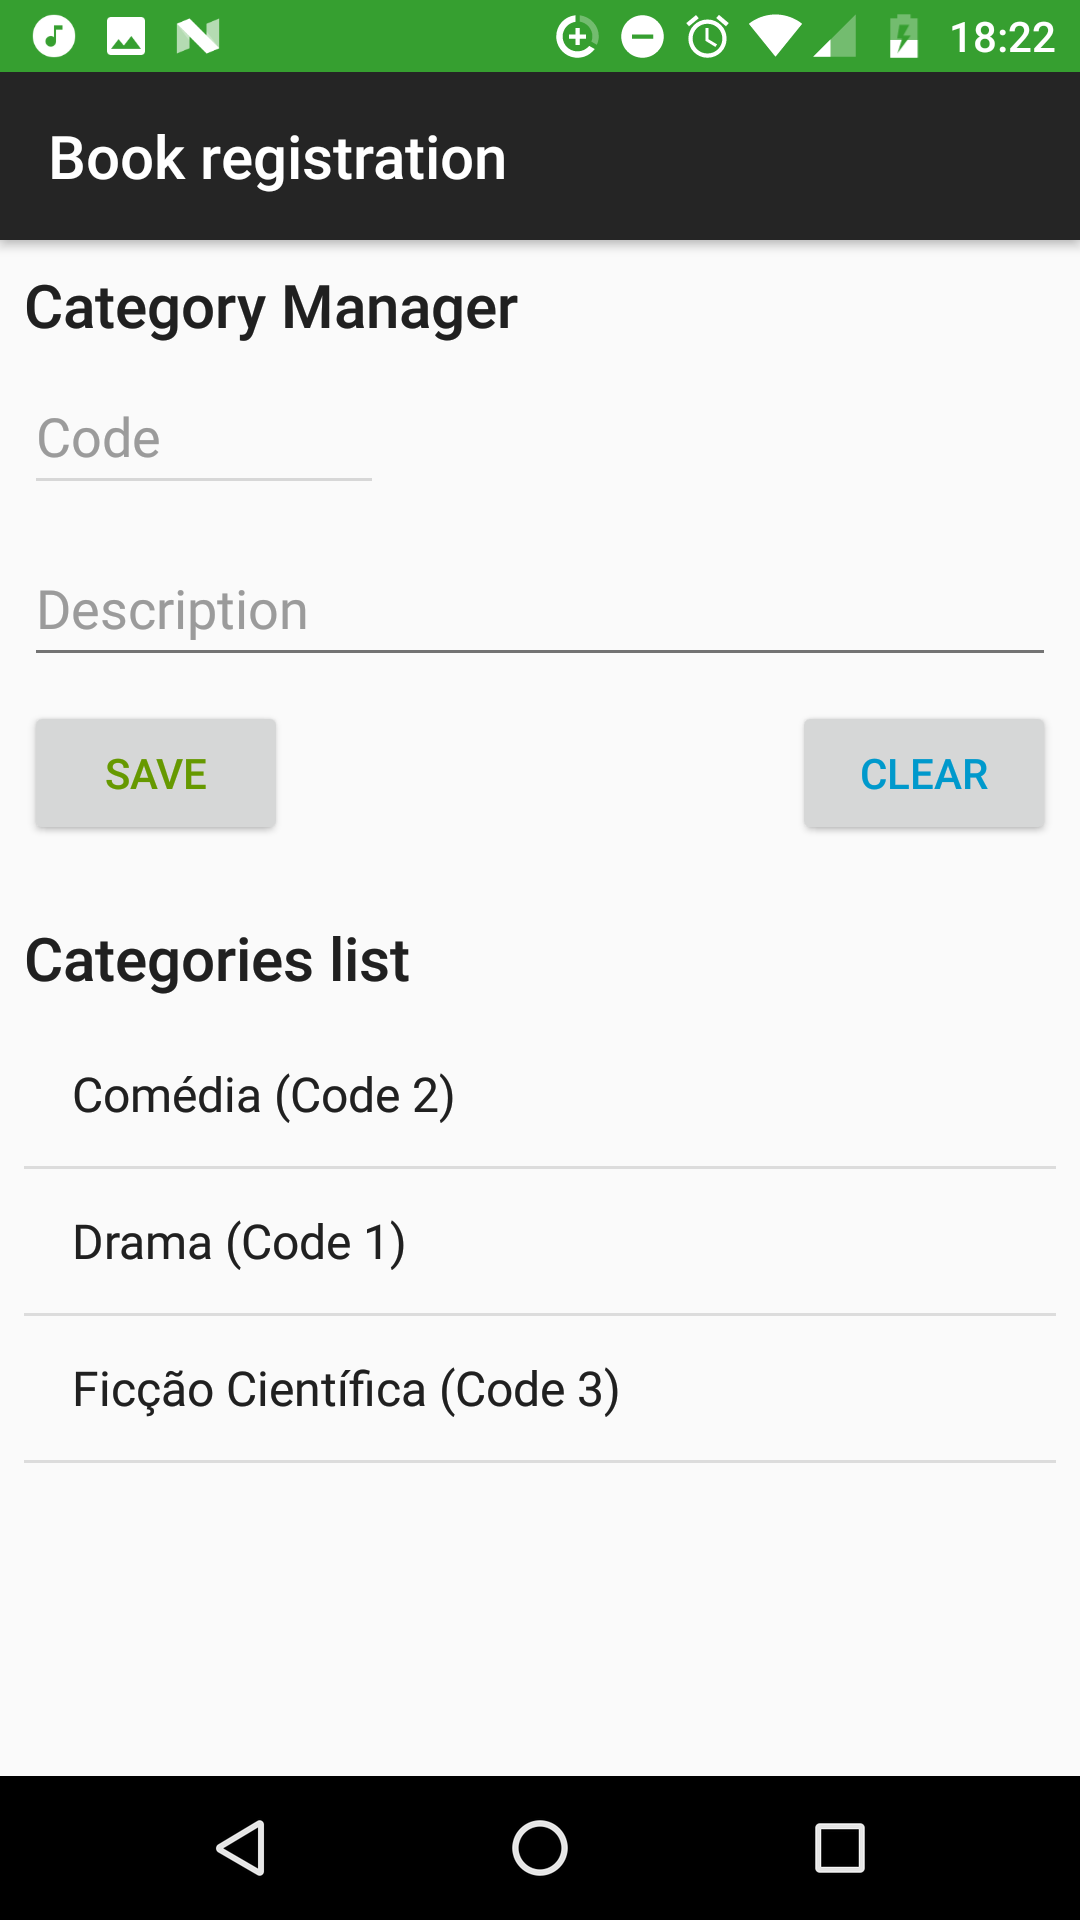 18:22
Book registration
Category Manager
Code
Description
SAVE
CLEAR
Categories list
Comédia (Code 2)
Drama (Code 1)
Ficção Científica (Code 3)